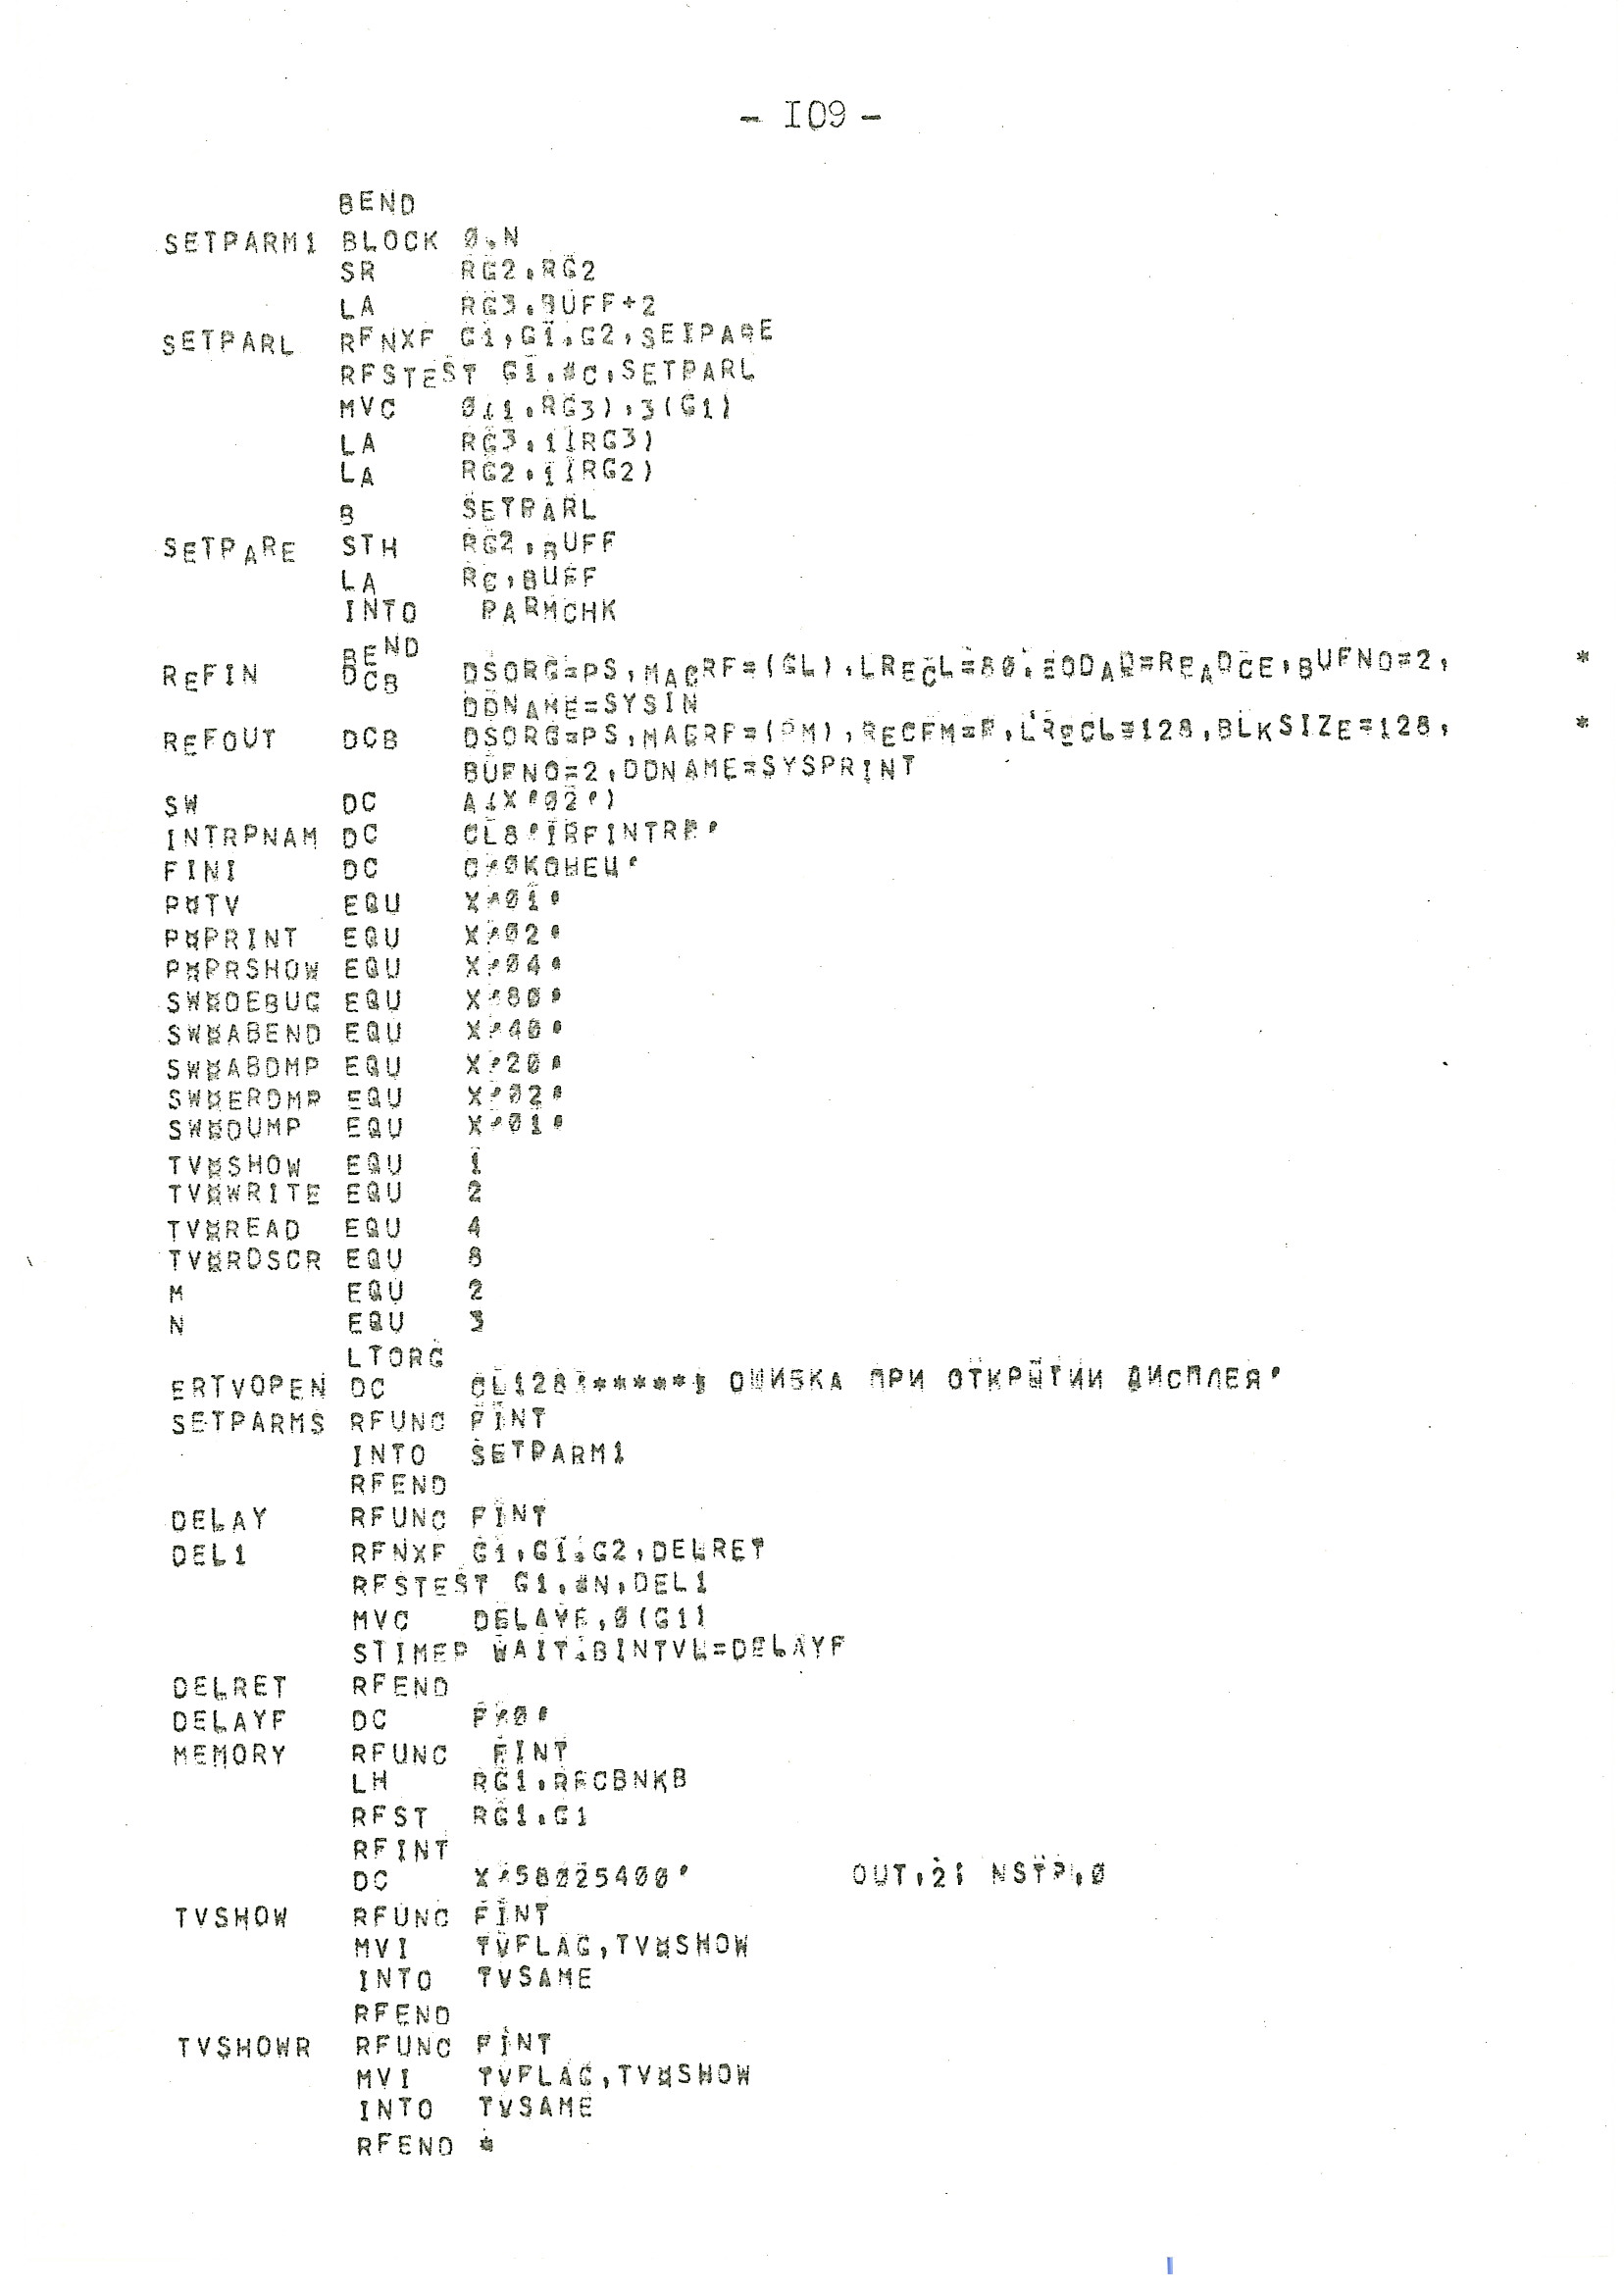 - I09 -
BEND
SETPARM1 BLOCK 0,N
SR RG2,RG2
LA RG3,BUFF+2
SETPARL RFNXF G1,G1,G2,SETPARE
RFSTEST G1,#C,SETPARL
MVC 0(1,RG3),3(G1)
LA RG3,1(RG3)
LA RG2,1(RG2)
B SETPARL
SETPARE STH RG2,BUFF
LA RC,BUFF
INTO PARMCHK
BEND
REFIN DCB DSORG=PS,MACRF=(GL),LRECL=80,EODAD=READCE,BUFNO=2, *
DDNAME=SYSIN
REFOUT DCB DSORG=PS,MACRF=(PM),RECFM=F,LRECL=128,BLKSIZE=128, *
BUFNO=2,DDNAME=SYSPRINT
SW DC A(X'02')
INTRPNAM DC CL8'IRFINTRP'
FINI DC C'0КОНЕЦ'
P¤TV EQU X'01'
P¤PRINT EQU X'02'
P¤PRSHOW EQU X'04'
SW¤DEBUG EQU X'80'
SW¤ABEND EQU X'40'
SW¤ABDMP EQU X'20'
SW¤ERDMP EQU X'02'
SW¤DUMP EQU X'01'
TV¤SHOW EQU 1
TV¤WRITE EQU 2
TV¤READ EQU 4
TV¤RDSCR EQU 8
M EQU 2
N EQU 3
LTORG
ERTVOPEN DC CL128'*****; ОШИБКА ПРИ ОТКРЫТИИ ДИСПЛЕЯ'
SETPARMS RFUNC FINT
INTO SETPARM1
RFEND
DELAY RFUNC FINT
DEL1 RFNXF G1,G1,G2,DELRET
RFSTEST G1,#N,DEL1
MVC DELAYF,0(G1)
STIMER WAIT,BINTVL=DELAYF
DELRET RFEND
DELAYF DC F'0'
MEMORY RFUNC FINT
LH RG1,RFCBNKB
RFST RG1,G1
RFINT
DC X'58025400' OUT,2; NSTP,0
TVSHOW RFUNC FINT
MVI TVFLAG,TV¤SHOW
INTO TVSAME
RFEND
TVSHOWR RFUNC FINT
MVI TVFLAG,TV¤SHOW
INTO TVSAME
RFEND *